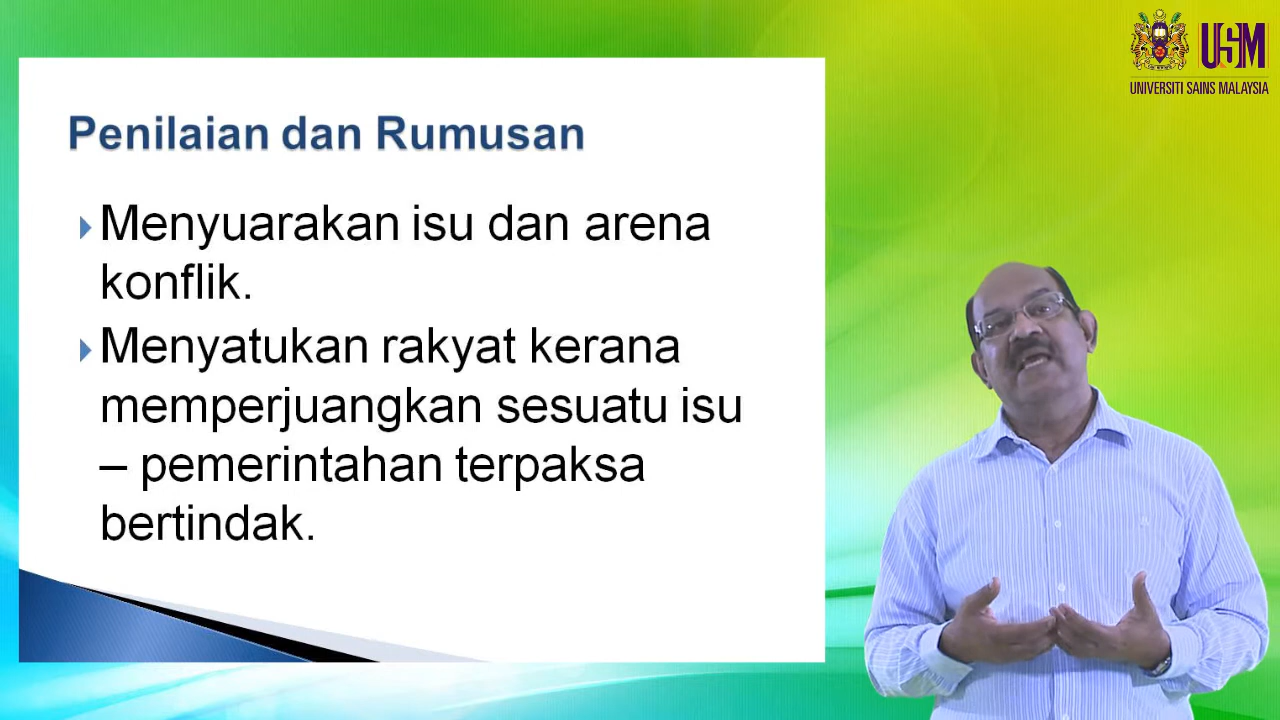 USM
UNIVERSITI SAINS MALAYSIA
Penilaian dan Rumusan
Menyuarakan isu dan arena
konflik.
Menyatukan rakyat kerana
memperjuangkan sesuatu isu
– pemerintahan terpaksa
bertindak.